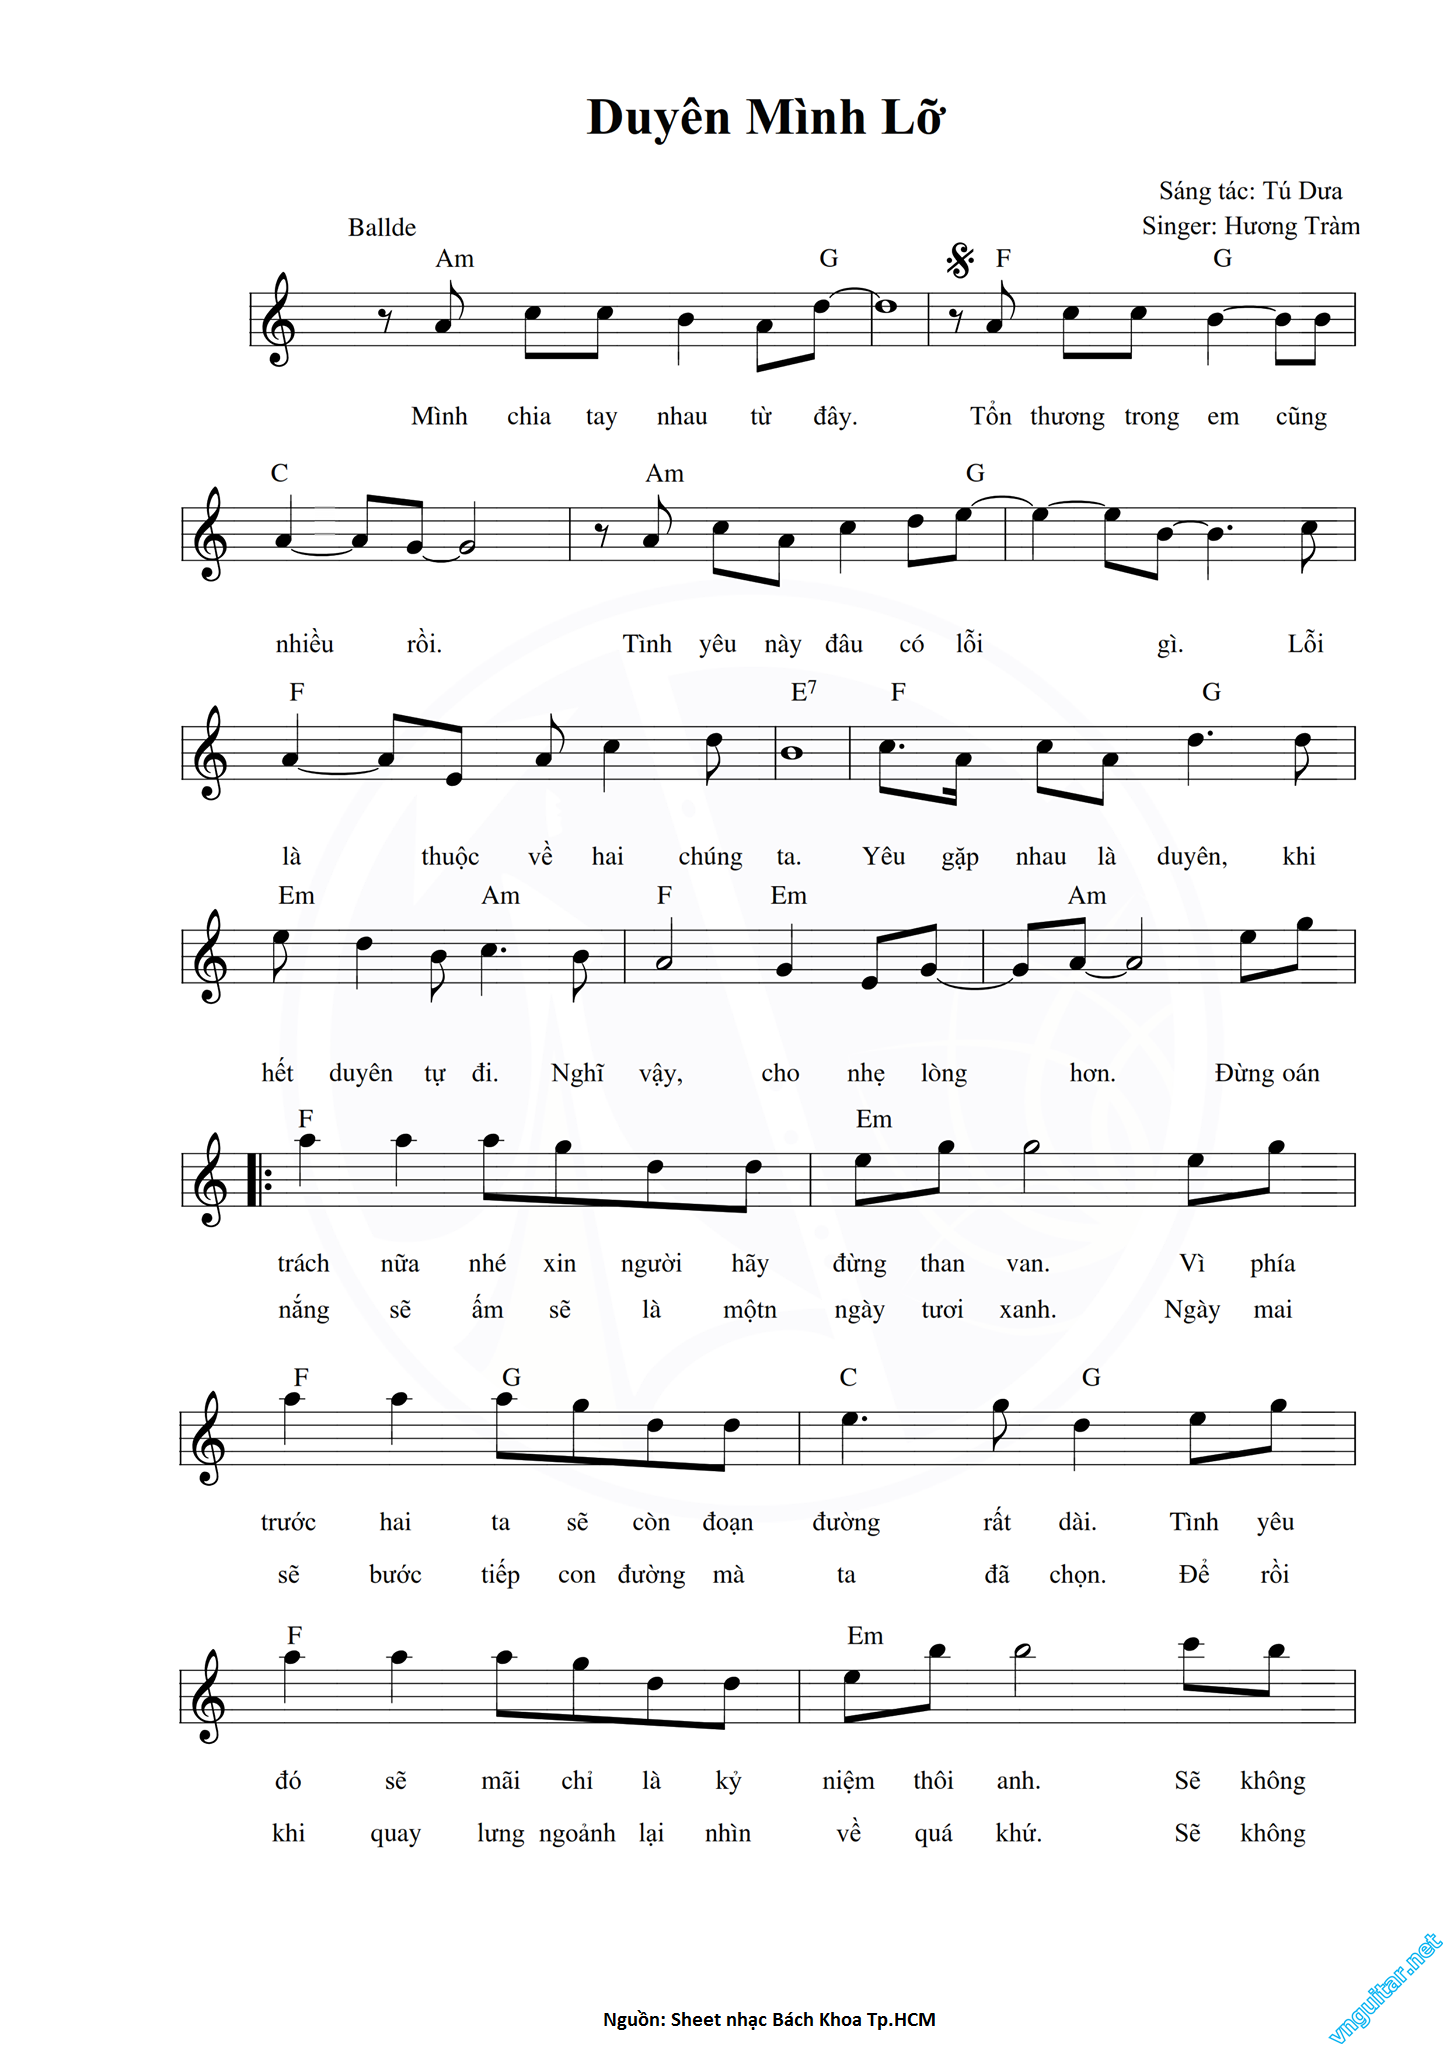 Duyên Mình Lỡ
Sáng tác: Tú Dưa
Singer: Hương Tràm
Ballde
Am G F G
Mình chia tay nhau từ đây. Tổn thương trong em cũng
C Am G
nhiều rồi. Tình yêu này đâu có lỗi gì. Lỗi
F E7 F G
là thuộc về hai chúng ta. Yêu gặp nhau là duyên, khi
Em Am F Em Am
hết duyên tự đi. Nghĩ vậy, cho nhẹ lòng hơn. Đừng oán
F Em
trách nữa nhé xin người hãy đừng than van. Vì phía
nắng sẽ ấm sẽ là mộtn ngày tươi xanh. Ngày mai
F G C G
trước hai ta sẽ còn đoạn đường rất dài. Tình yêu
sẽ bước tiếp con đường mà ta đã chọn. Để rồi
F Em
đó sẽ mãi chỉ là kỷ niệm thôi anh. Sẽ không
khi quay lưng ngoảnh lại nhìn về quá khứ. Sẽ không
Nguồn: Sheet nhạc Bách Khoa Tp.HCM
vnguitar.net